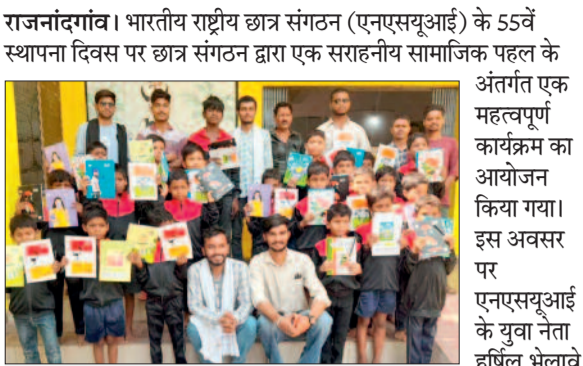 राजनांदगांव। भारतीय राष्ट्रीय छात्र संगठन (एनएसयूआई) के 55वें
स्थापना दिवस पर छात्र संगठन द्वारा एक सराहनीय सामाजिक पहल के
अंतर्गत एक
महत्वपूर्ण
कार्यक्रम का
आयोजन
किया गया।
इस अवसर
पर
एनएसयूआई
के युवा नेता
हर्षिल भेलावे